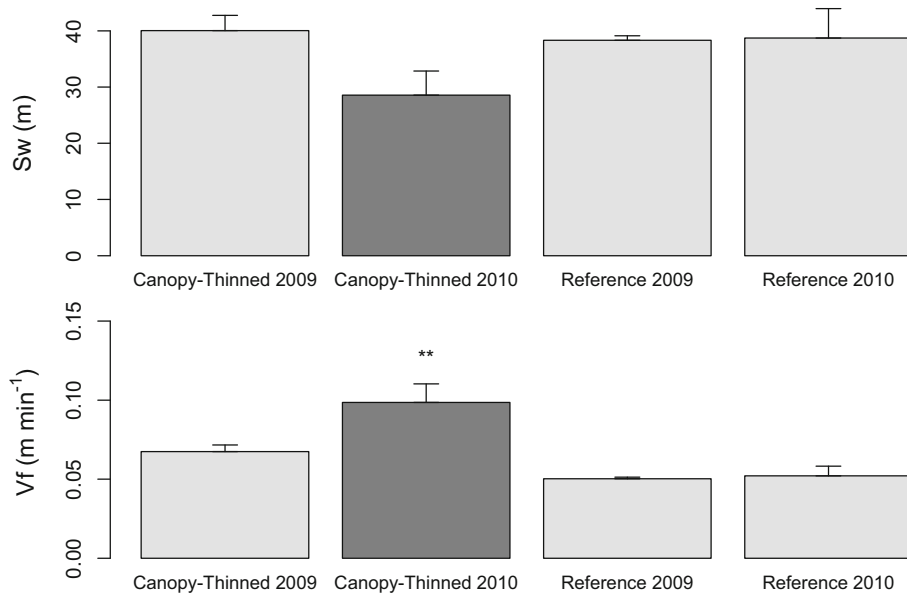 Sw (m)
40
30
20
10
0
Canopy-Thinned 2009 Canopy-Thinned 2010 Reference 2009 Reference 2010
Vf (m min⁻¹)
0.15
0.10
0.05
0.00
**
Canopy-Thinned 2009 Canopy-Thinned 2010 Reference 2009 Reference 2010